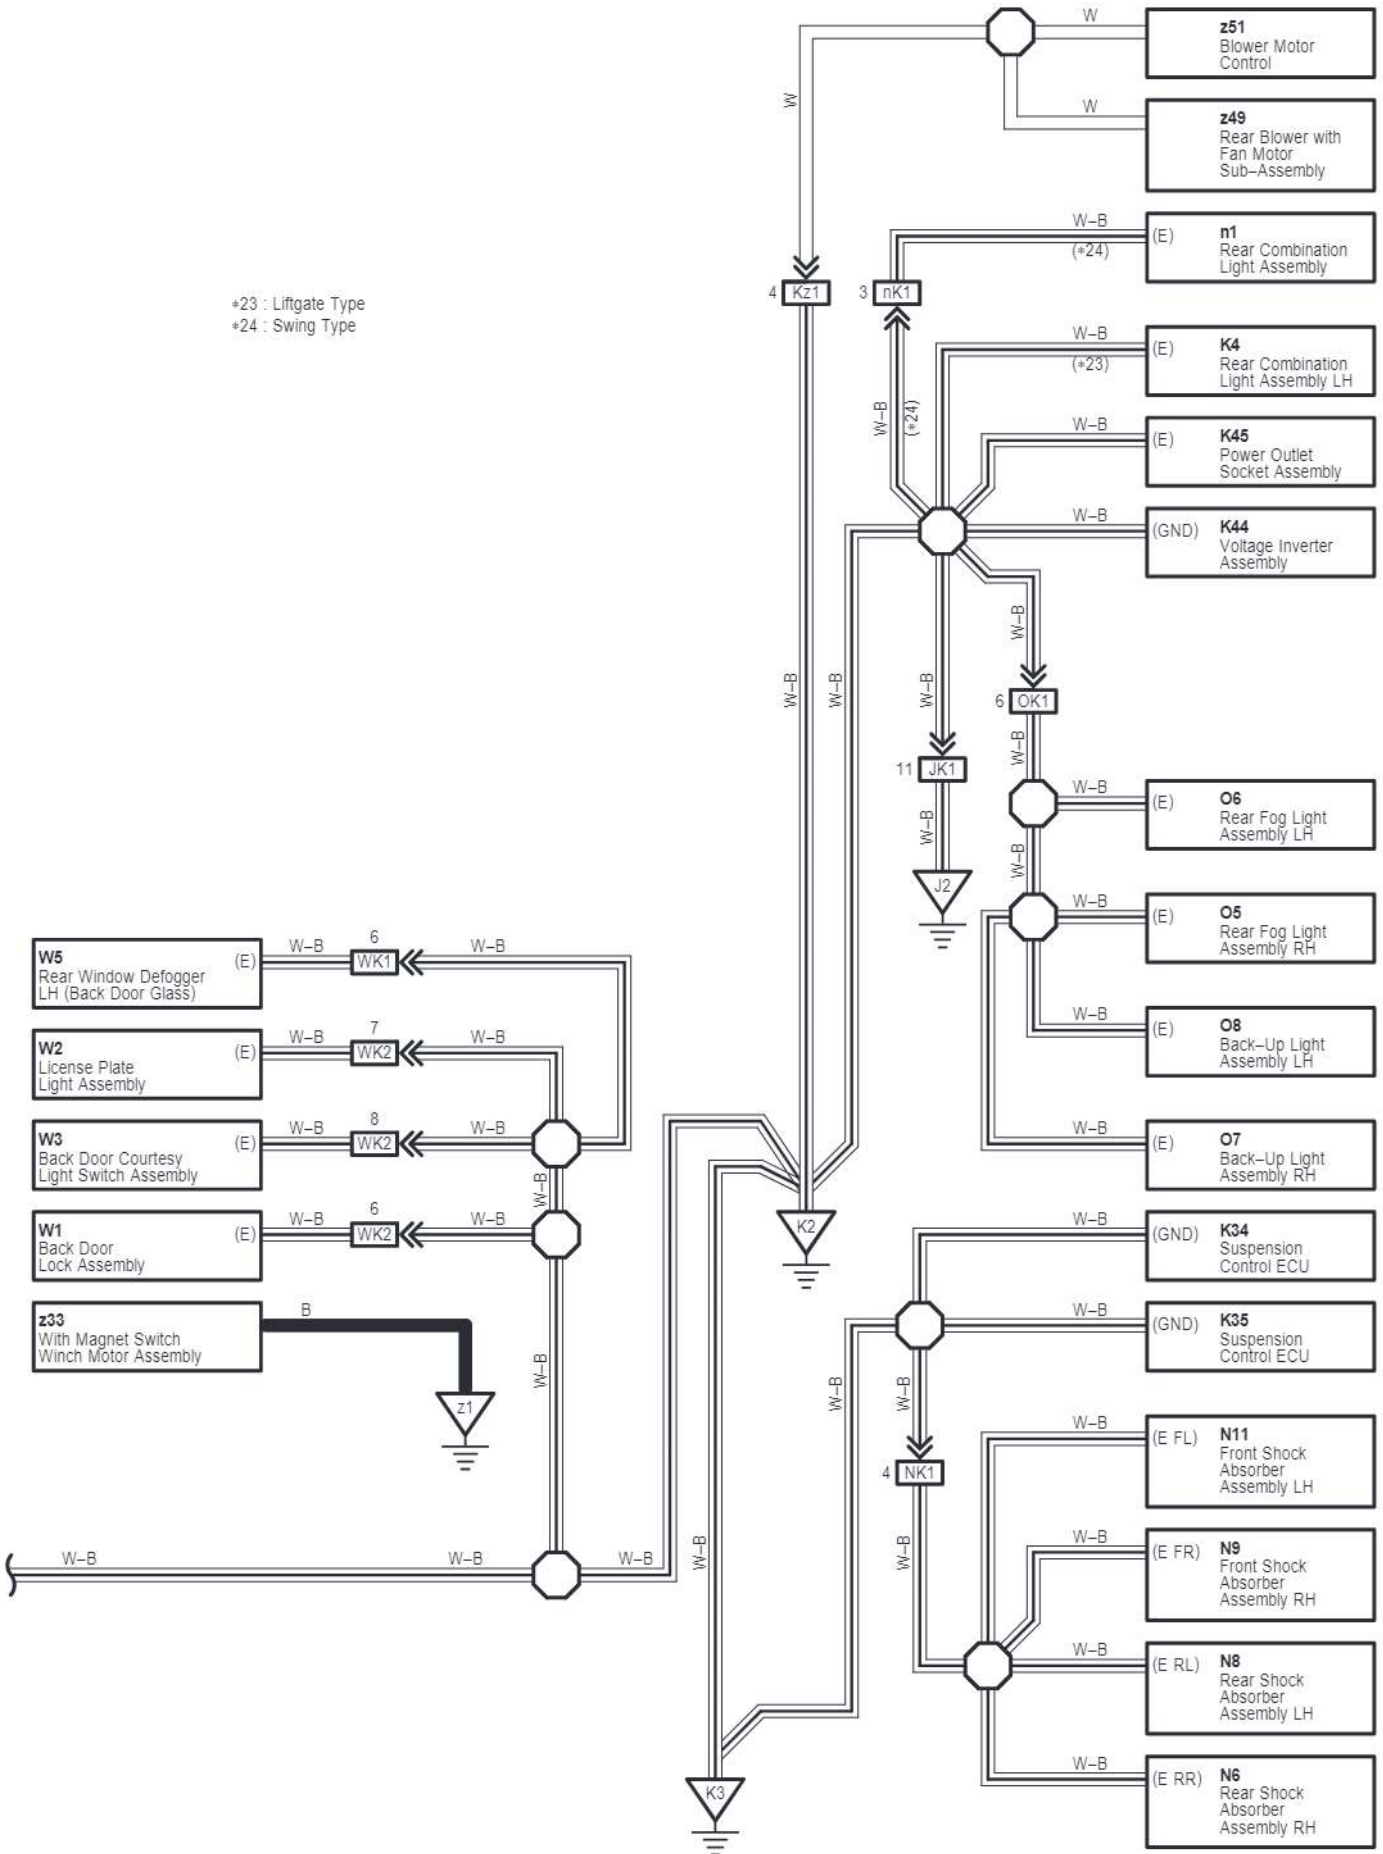 W
z51
Blower Motor
Control
W
W
z49
Rear Blower with
Fan Motor
Sub–Assembly
W–B
(E)
(∗24)
n1
Rear Combination
Light Assembly
4 Kz1
3 nK1
∗23 : Liftgate Type
∗24 : Swing Type
W–B
(E)
(∗23)
K4
Rear Combination
Light Assembly LH
W–B
(∗24)
W–B
(E)
K45
Power Outlet
Socket Assembly
W–B
(GND)
K44
Voltage Inverter
Assembly
W–B
W–B
W–B
W–B
6 OK1
W–B
11 JK1
W–B
(E)
O6
Rear Fog Light
Assembly LH
W–B
W–B
J2
W–B
(E)
O5
Rear Fog Light
Assembly RH
W5
Rear Window Defogger
LH (Back Door Glass)
(E)
W–B
6
WK1
W–B
W–B
(E)
O8
Back–Up Light
Assembly LH
W2
License Plate
Light Assembly
(E)
W–B
7
WK2
W–B
W–B
(E)
O7
Back–Up Light
Assembly RH
W3
Back Door Courtesy
Light Switch Assembly
(E)
W–B
8
WK2
W–B
W–B
W1
Back Door
Lock Assembly
(E)
W–B
6
WK2
W–B
K2
W–B
(GND)
K34
Suspension
Control ECU
z33
With Magnet Switch
Winch Motor Assembly
B
z1
W–B
W–B
(GND)
K35
Suspension
Control ECU
W–B
W–B
4 NK1
W–B
(E FL)
N11
Front Shock
Absorber
Assembly LH
W–B
W–B
W–B
W–B
W–B
W–B
(E FR)
N9
Front Shock
Absorber
Assembly RH
W–B
(E RL)
N8
Rear Shock
Absorber
Assembly LH
K3
W–B
(E RR)
N6
Rear Shock
Absorber
Assembly RH